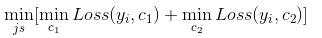 \min_{js} [\min_{c_1} Loss(y_i, c_1) + \min_{c_2} Loss(y_i, c_2)]